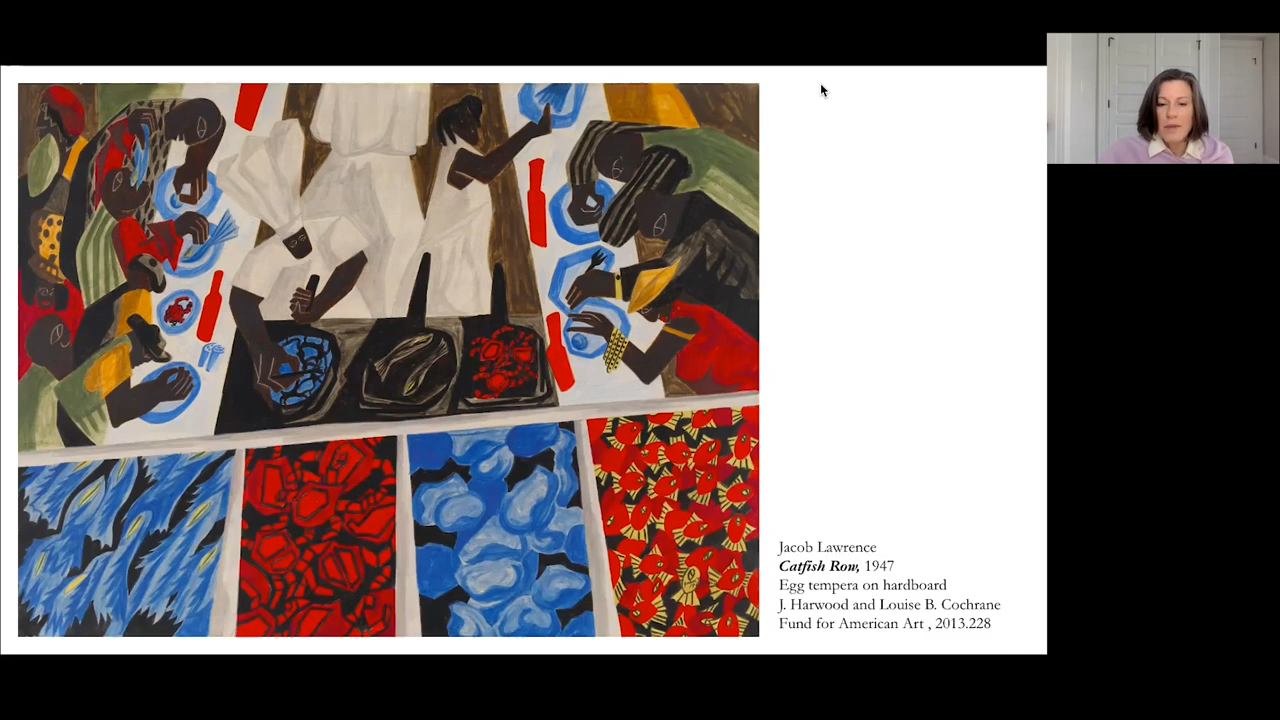 Jacob Lawrence
Catfish Row, 1947
Egg tempera on hardboard
J. Harwood and Louise B. Cochrane
Fund for American Art , 2013.228